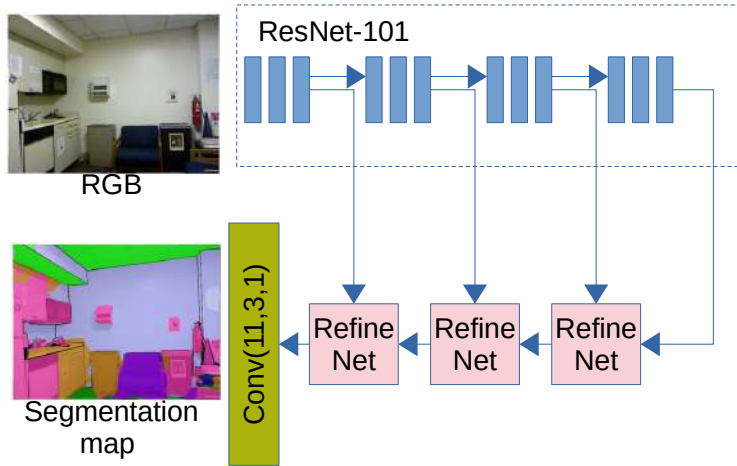 ResNet-101
RGB
Conv(11,3,1)
Refine
Net
Refine
Net
Refine
Net
Segmentation
map